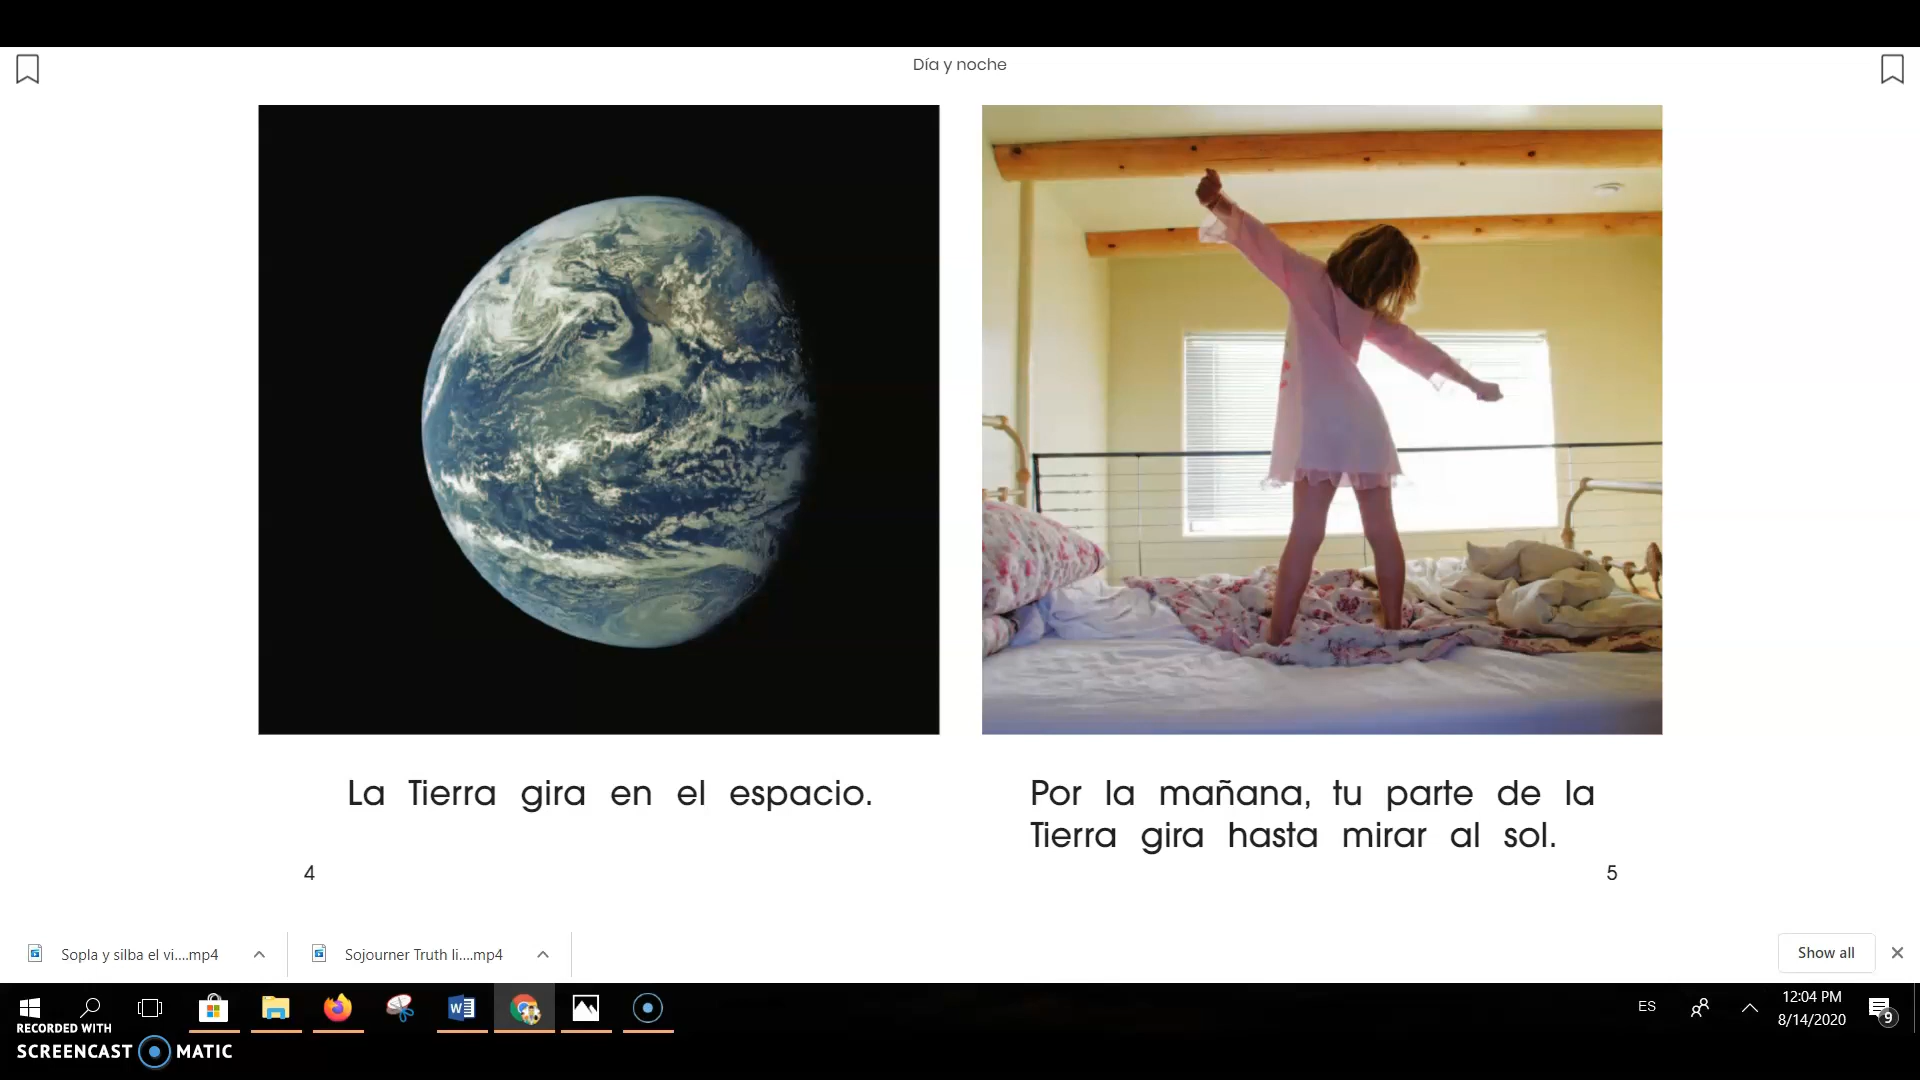 Día y noche
La Tierra gira en el espacio.
4
Por la mañana, tu parte de la
Tierra gira hasta mirar al sol.
5
Sopla y silba el vi....mp4
Sojourner Truth li....mp4
Show all
ES
12:04 PM
8/14/2020
9
RECORDED WITH
SCREENCAST MATIC